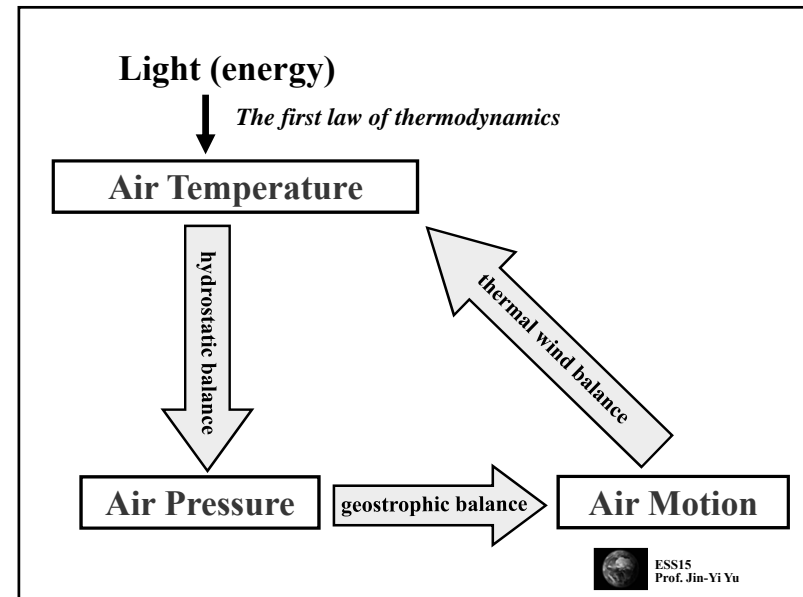 Light (energy)
The first law of thermodynamics
Air Temperature
hydrostatic balance
thermal wind balance
Air Pressure
geostrophic balance
Air Motion
ESS15
Prof. Jin-Yi Yu